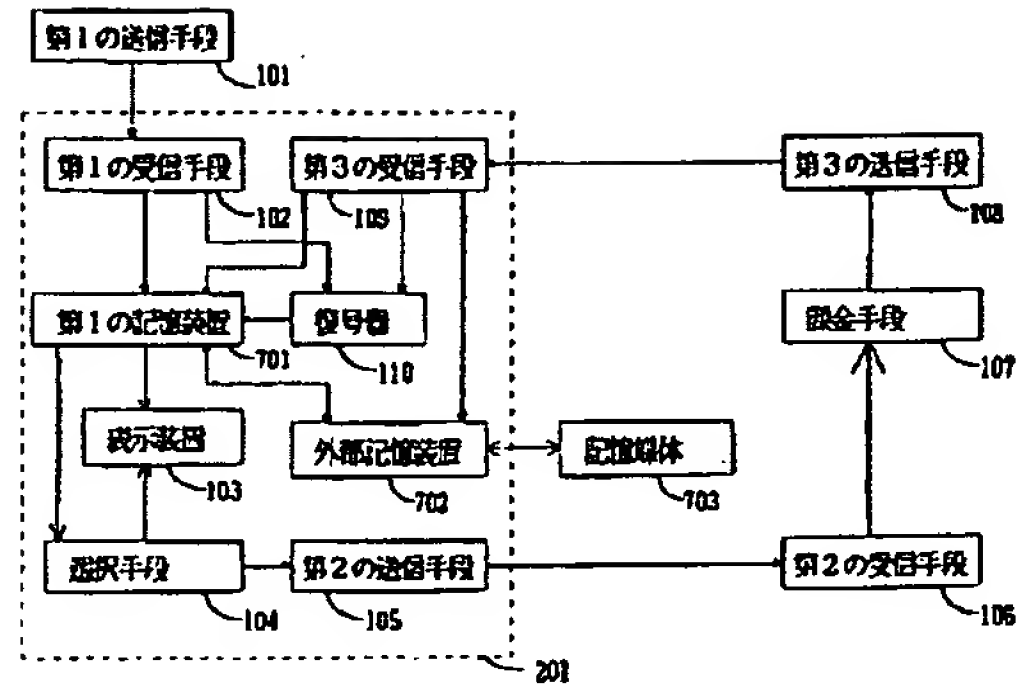 第1の送信手段
101
第1の受信手段
102
第3の受信手段
109
第3の送信手段
108
第1の記憶装置
701
復号器
110
課金手段
107
表示装置
103
外部記憶装置
702
記憶媒体
703
選択手段
104
第2の送信手段
105
第2の受信手段
106
201